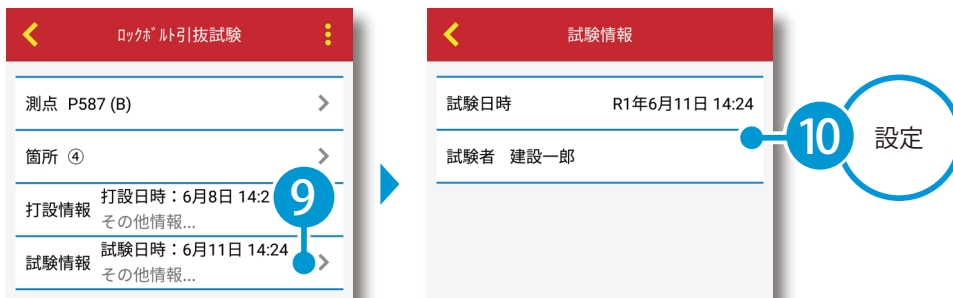 ﾛｯｸﾎﾞﾙﾄ引抜試験
測点 P587 (B)
箇所 ④
打設情報 打設日時：6月8日 14:2
その他情報...
9
試験情報 試験日時：6月11日 14:24
その他情報...
試験情報
試験日時 R1年6月11日 14:24
試験者 建設一郎
10
設定